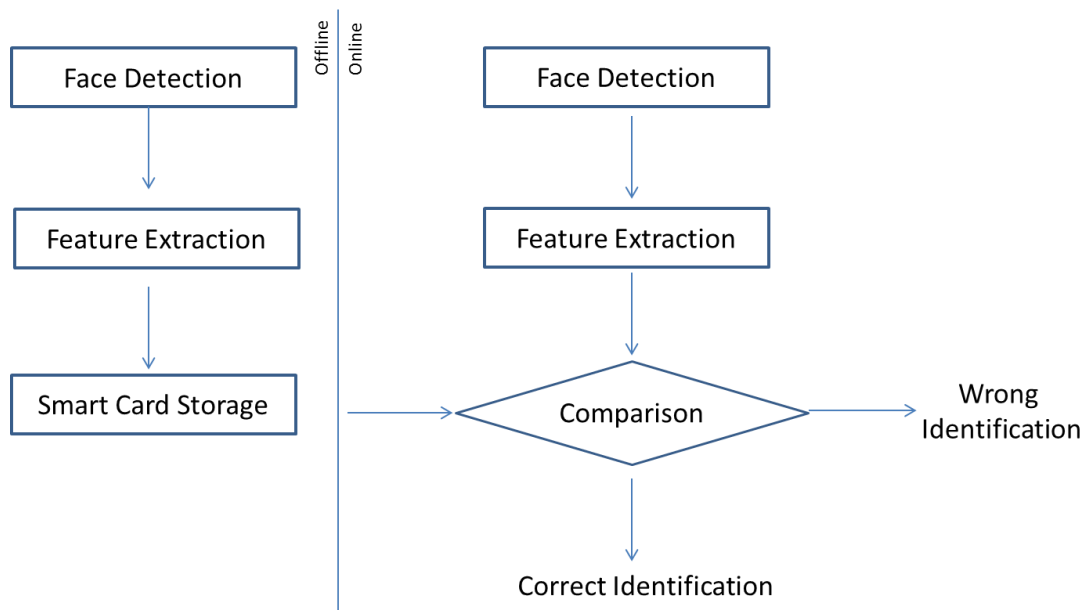 Face Detection
Feature Extraction
Smart Card Storage
Offline
Online
Face Detection
Feature Extraction
Comparison
Wrong
Identification
Correct Identification